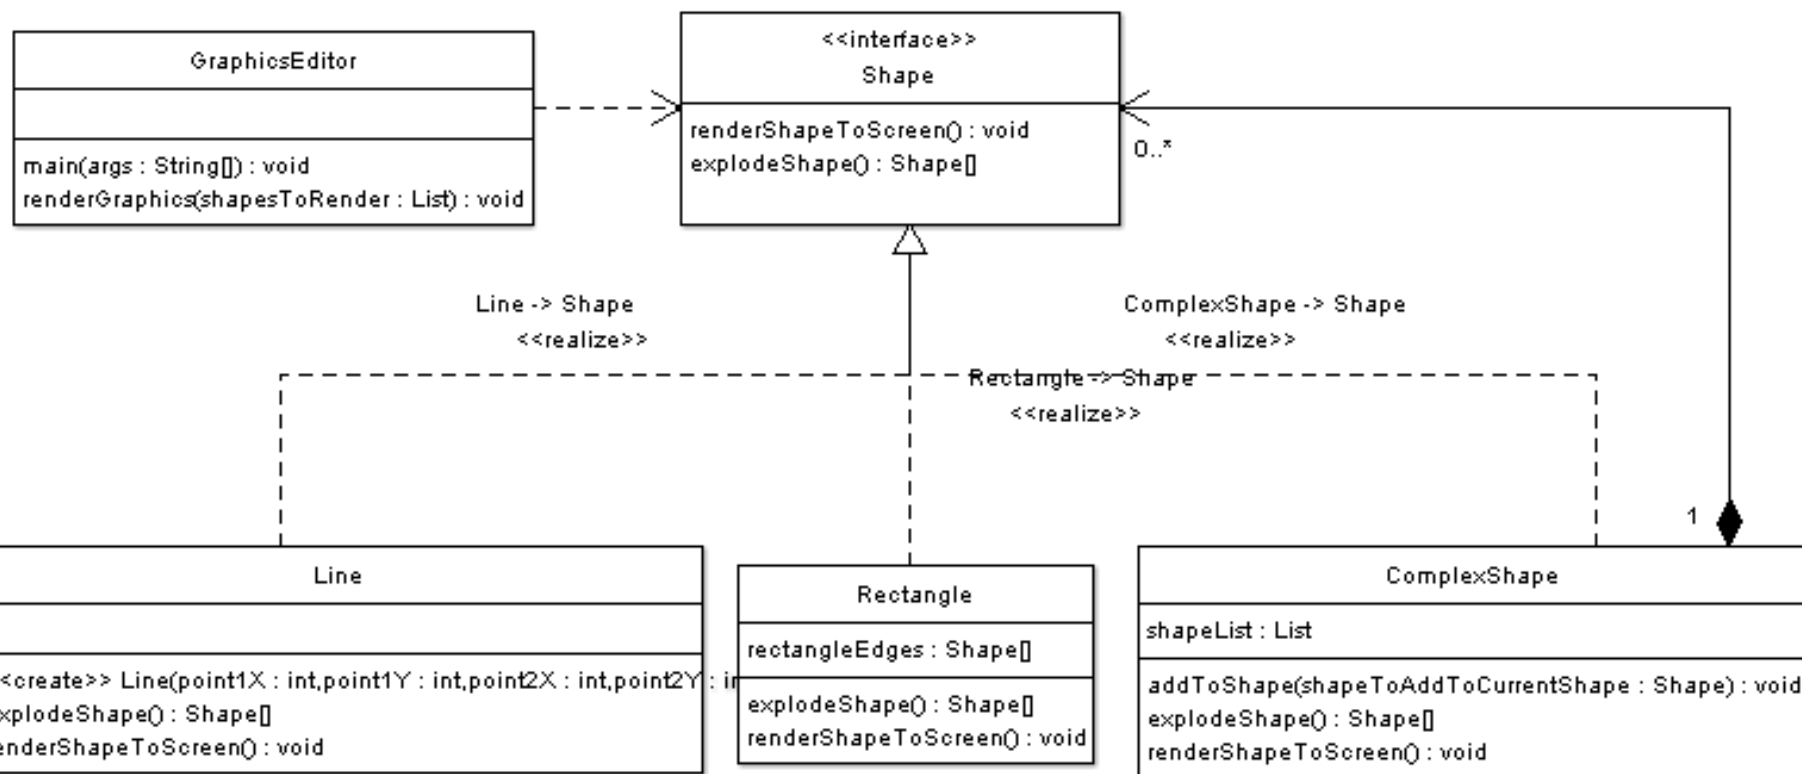 GraphicsEditor
main(args : String[]) : void
renderGraphics(shapesToRender : List) : void
<<interface>>
Shape
renderShapeToScreen() : void
explodeShape() : Shape[]
0..*
Line -> Shape
<<realize>>
ComplexShape -> Shape
<<realize>>
Rectangle -> Shape
<<realize>>
1
Line
<create>> Line(point1X : int,point1Y : int,point2X : int,point2Y : in
xplodeShape() : Shape[]
enderShapeToScreen() : void
Rectangle
rectangleEdges : Shape[]
explodeShape() : Shape[]
renderShapeToScreen() : void
ComplexShape
shapeList : List
addToShape(shapeToAddToCurrentShape : Shape) : void
explodeShape() : Shape[]
renderShapeToScreen() : void